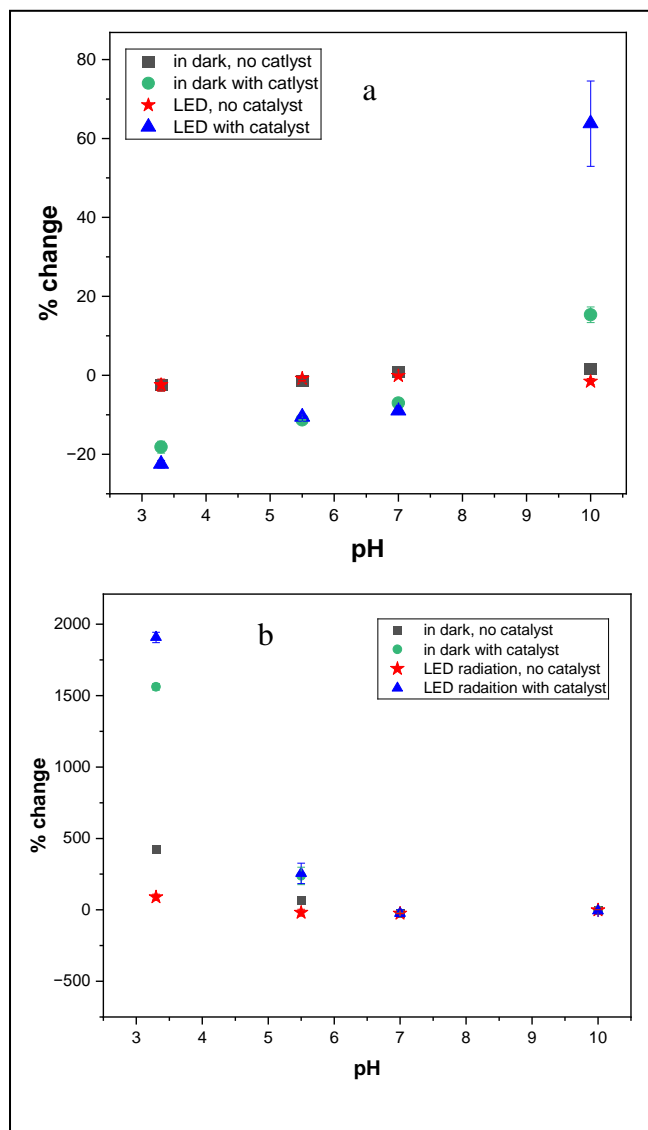 a
in dark, no catlyst
in dark with catlyst
LED, no catalyst
LED with catalyst
% change
80
60
40
20
0
−20
3 4 5 6 7 8 9 10
pH
b
in dark, no catalyst
in dark with catalyst
LED radiation, no catalyst
LED radaition with catalyst
% change
2000
1500
1000
500
0
−500
3 4 5 6 7 8 9 10
pH